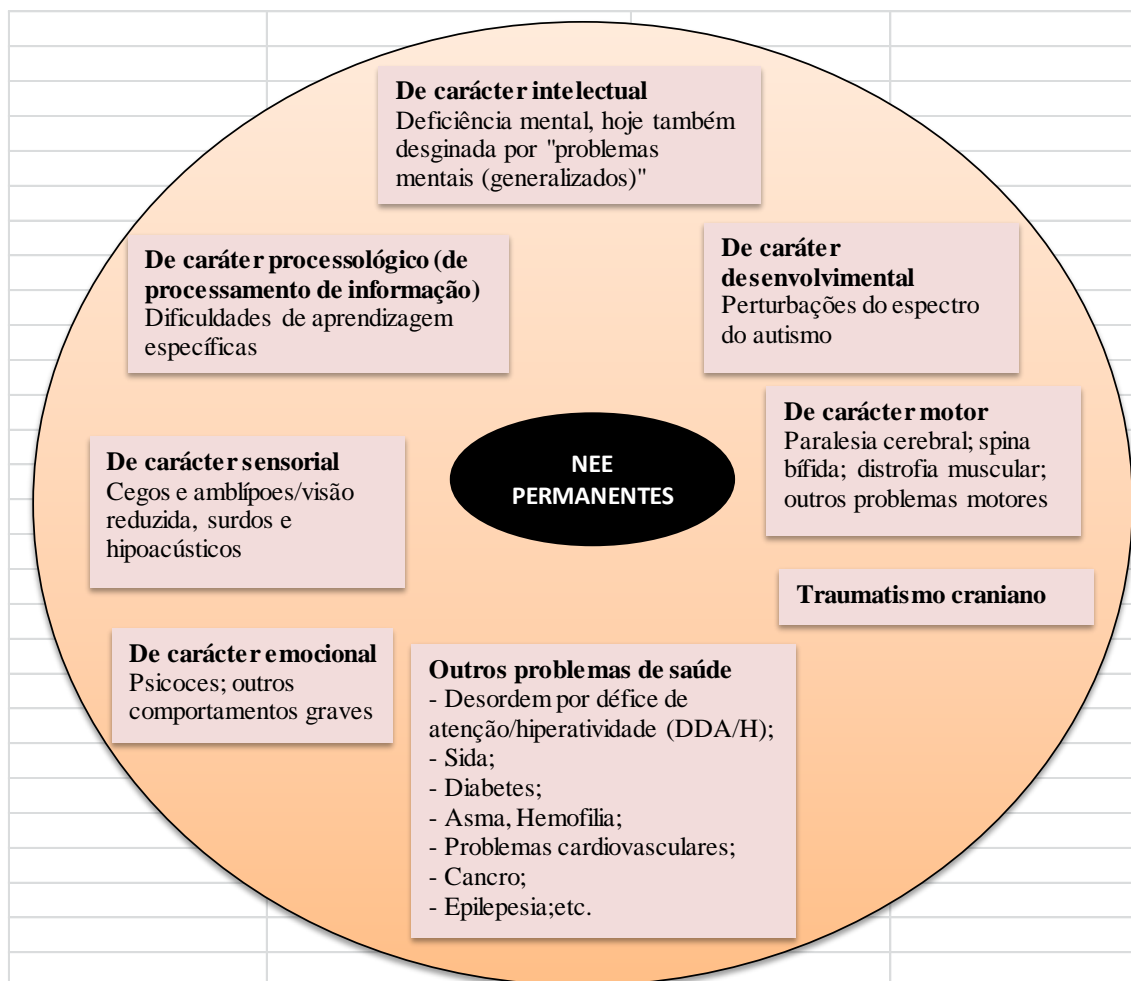 De carácter intelectual
Deficiência mental, hoje também
desginada por "problemas
mentais (generalizados)"
De caráter processológico (de
processamento de informação)
Dificuldades de aprendizagem
específicas
De caráter
desenvolvimental
Perturbações do espectro
do autismo
De carácter sensorial
Cegos e amblípoes/visão
reduzida, surdos e
hipoacústicos
NEE
PERMANENTES
De carácter motor
Paralesia cerebral; spina
bífida; distrofia muscular;
outros problemas motores
Traumatismo craniano
De carácter emocional
Psicoces; outros
comportamentos graves
Outros problemas de saúde
- Desordem por défice de
atenção/hiperatividade (DDA/H);
- Sida;
- Diabetes;
- Asma, Hemofilia;
- Problemas cardiovasculares;
- Cancro;
- Epilepesia;etc.